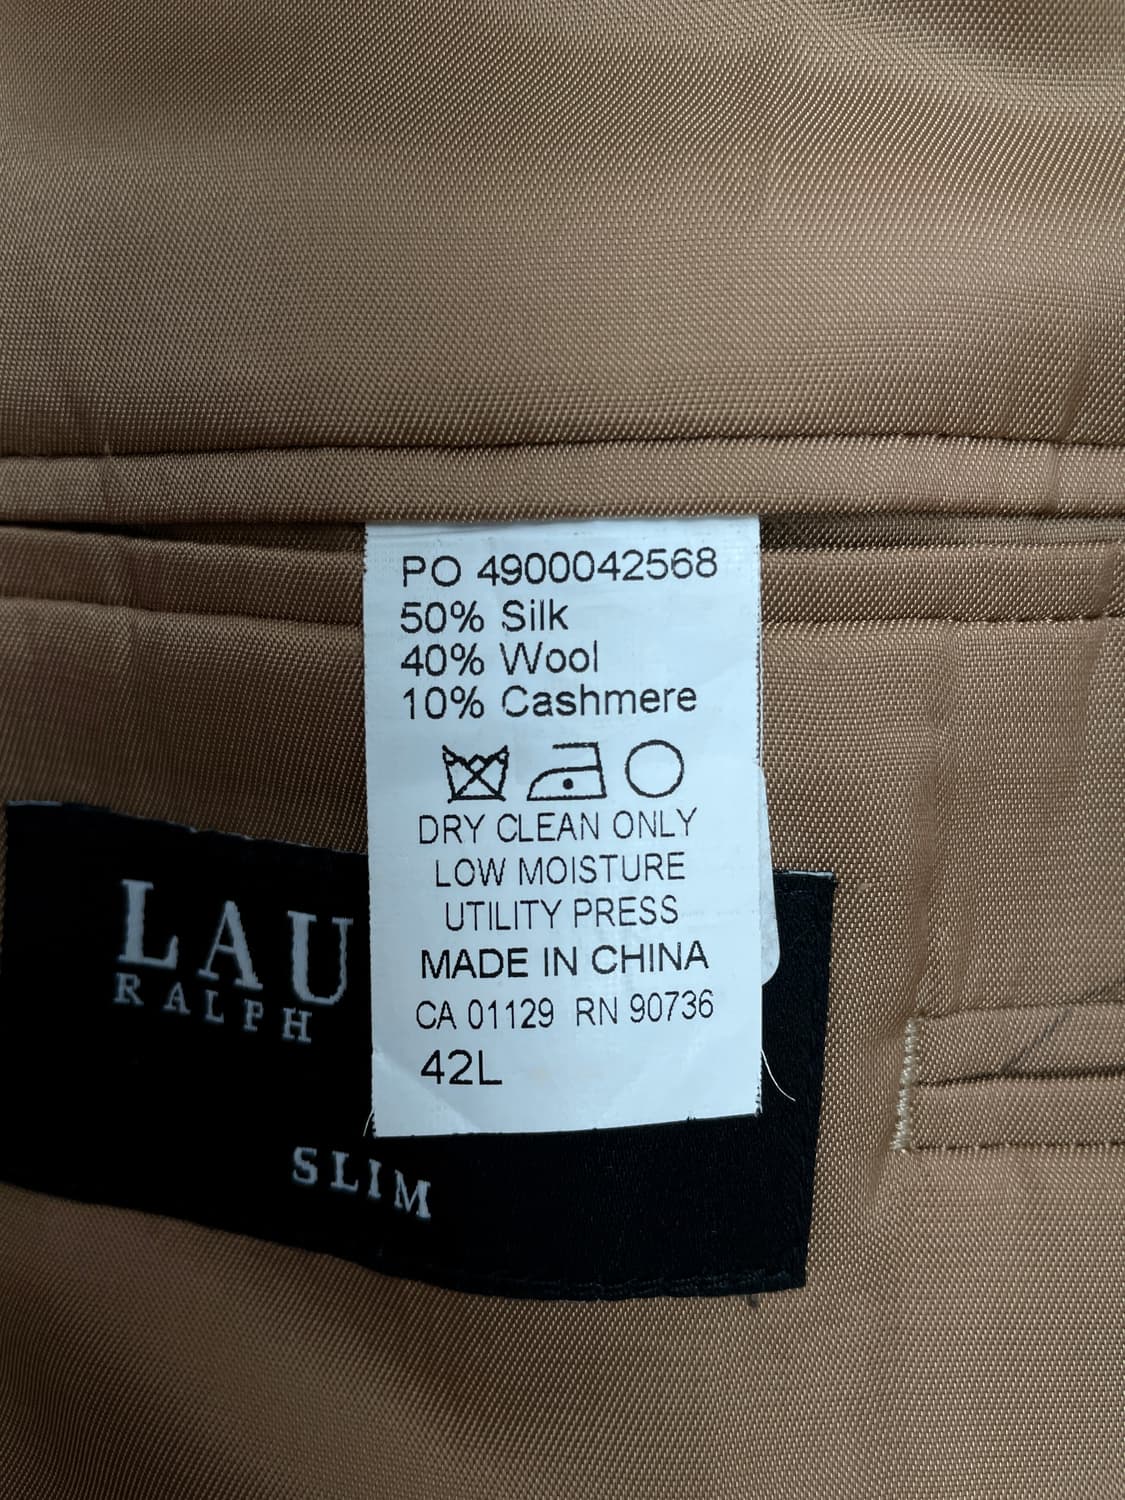 PO 4900042568
50% Silk
40% Wool
10% Cashmere
DRY CLEAN ONLY
LOW MOISTURE
UTILITY PRESS
MADE IN CHINA
CA 01129 RN 90736
42L
LAU
RALPH
SLIM